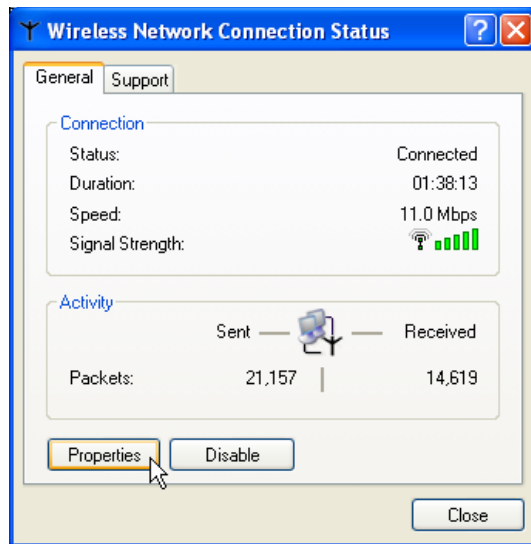 Wireless Network Connection Status
General Support
Connection
Status: Connected
Duration: 01:38:13
Speed: 11.0 Mbps
Signal Strength:
Activity
Sent Received
Packets: 21,157 14,619
Properties Disable
Close